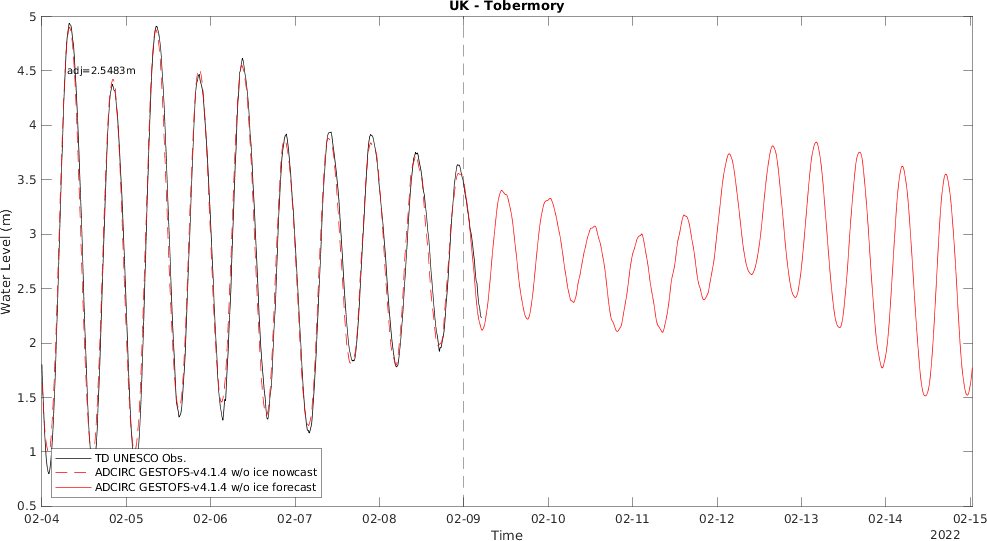 UK - Tobermory
Water Level (m)
5
4.5
4
3.5
3
2.5
2
1.5
1
0.5
adj=2.5483m
TD UNESCO Obs.
ADCIRC GESTOFS-v4.1.4 w/o ice nowcast
ADCIRC GESTOFS-v4.1.4 w/o ice forecast
02-04 02-05 02-06 02-07 02-08 02-09 02-10 02-11 02-12 02-13 02-14 02-15
Time
2022